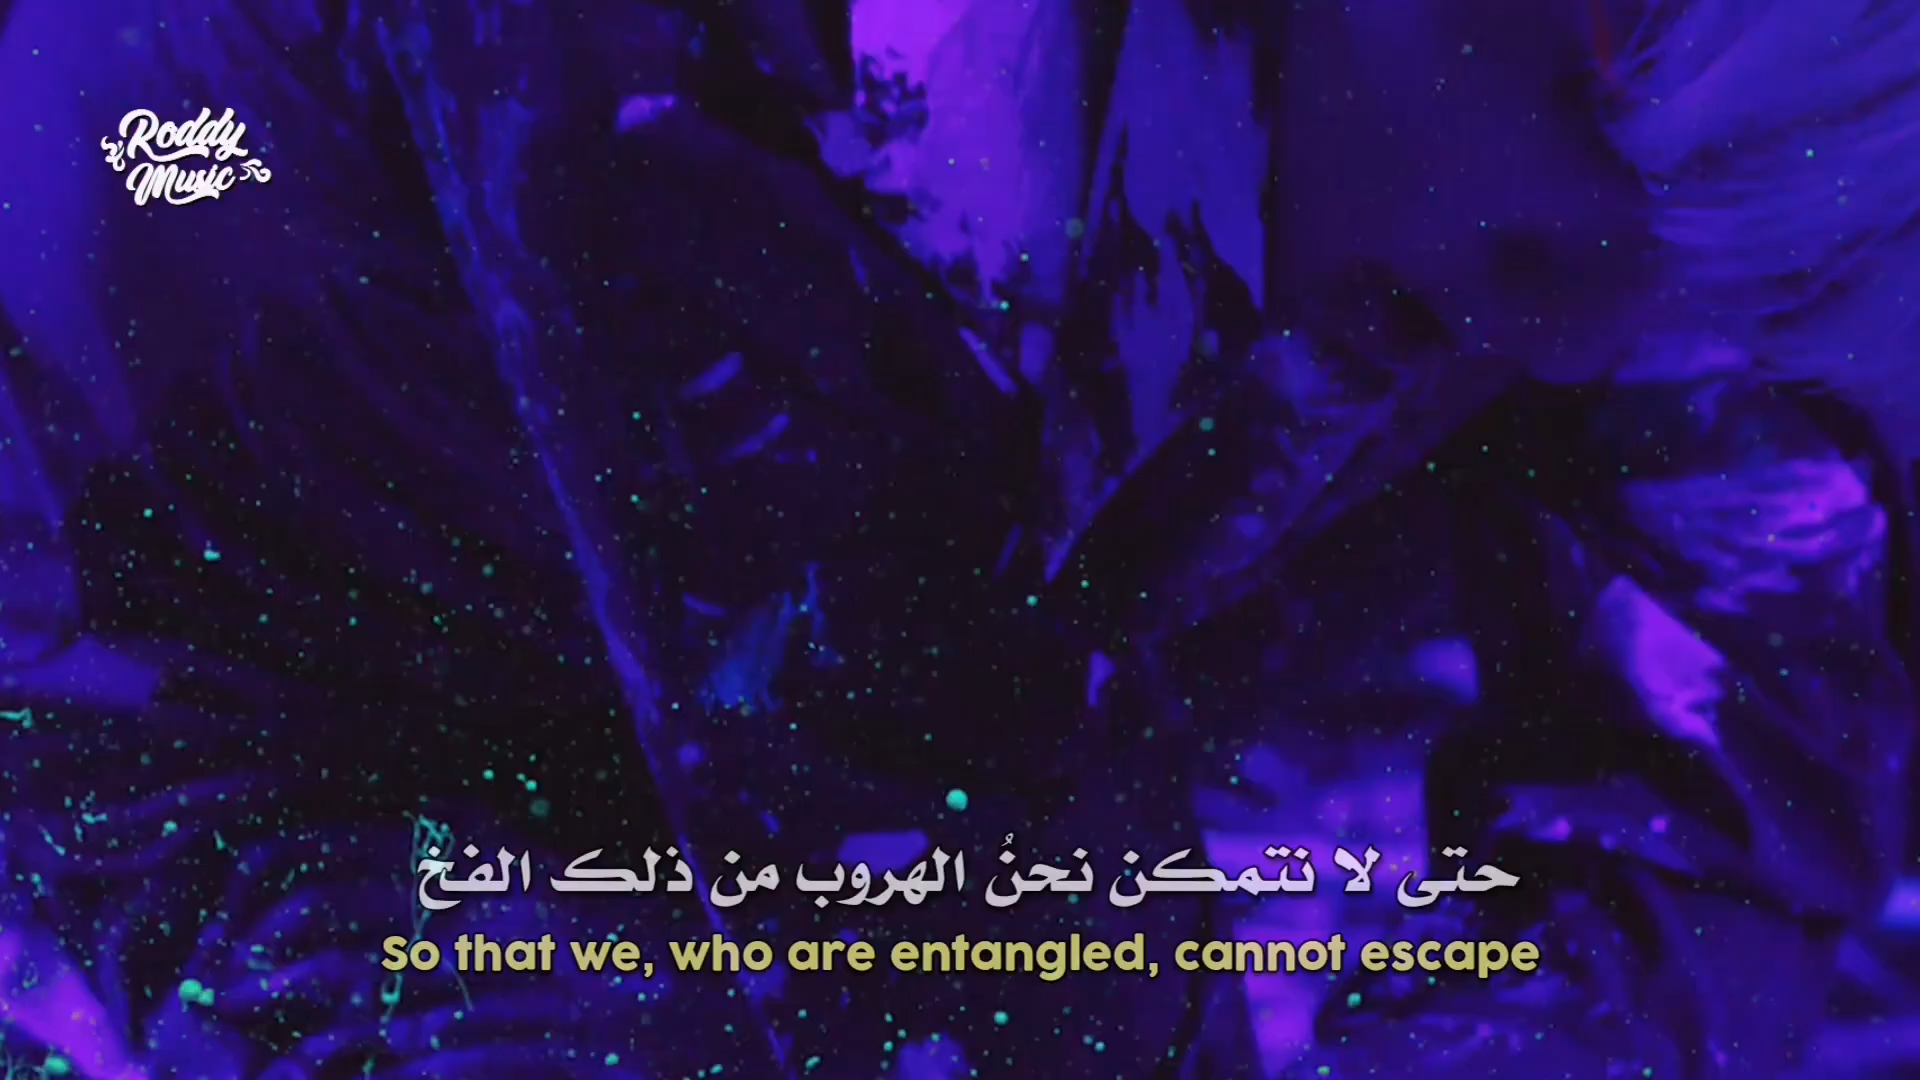 Roddy
Music
حتى لا نتمكن نحنُ الهروب من ذلك الفخ
So that we, who are entangled, cannot escape